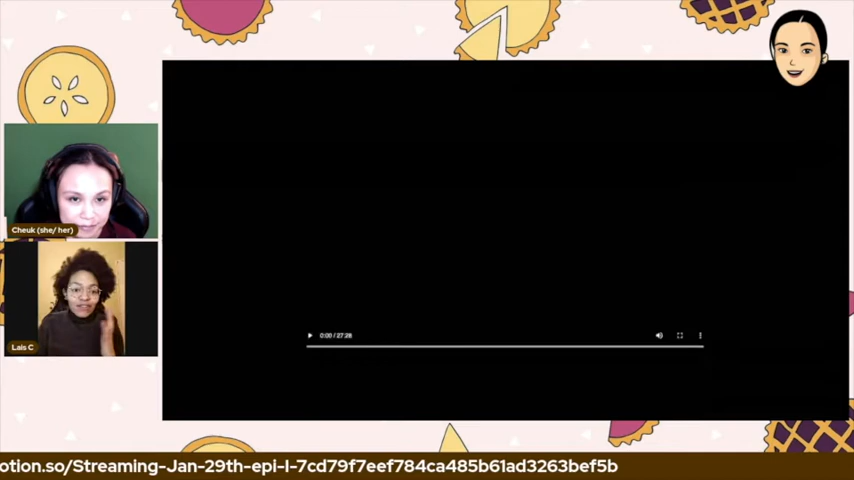 Cheuk (she/ her)
Lais C
0:00 / 27:28
otion.so/Streaming-Jan-29th-epi-I-7cd79f7eef784ca485b61ad3263bef5b